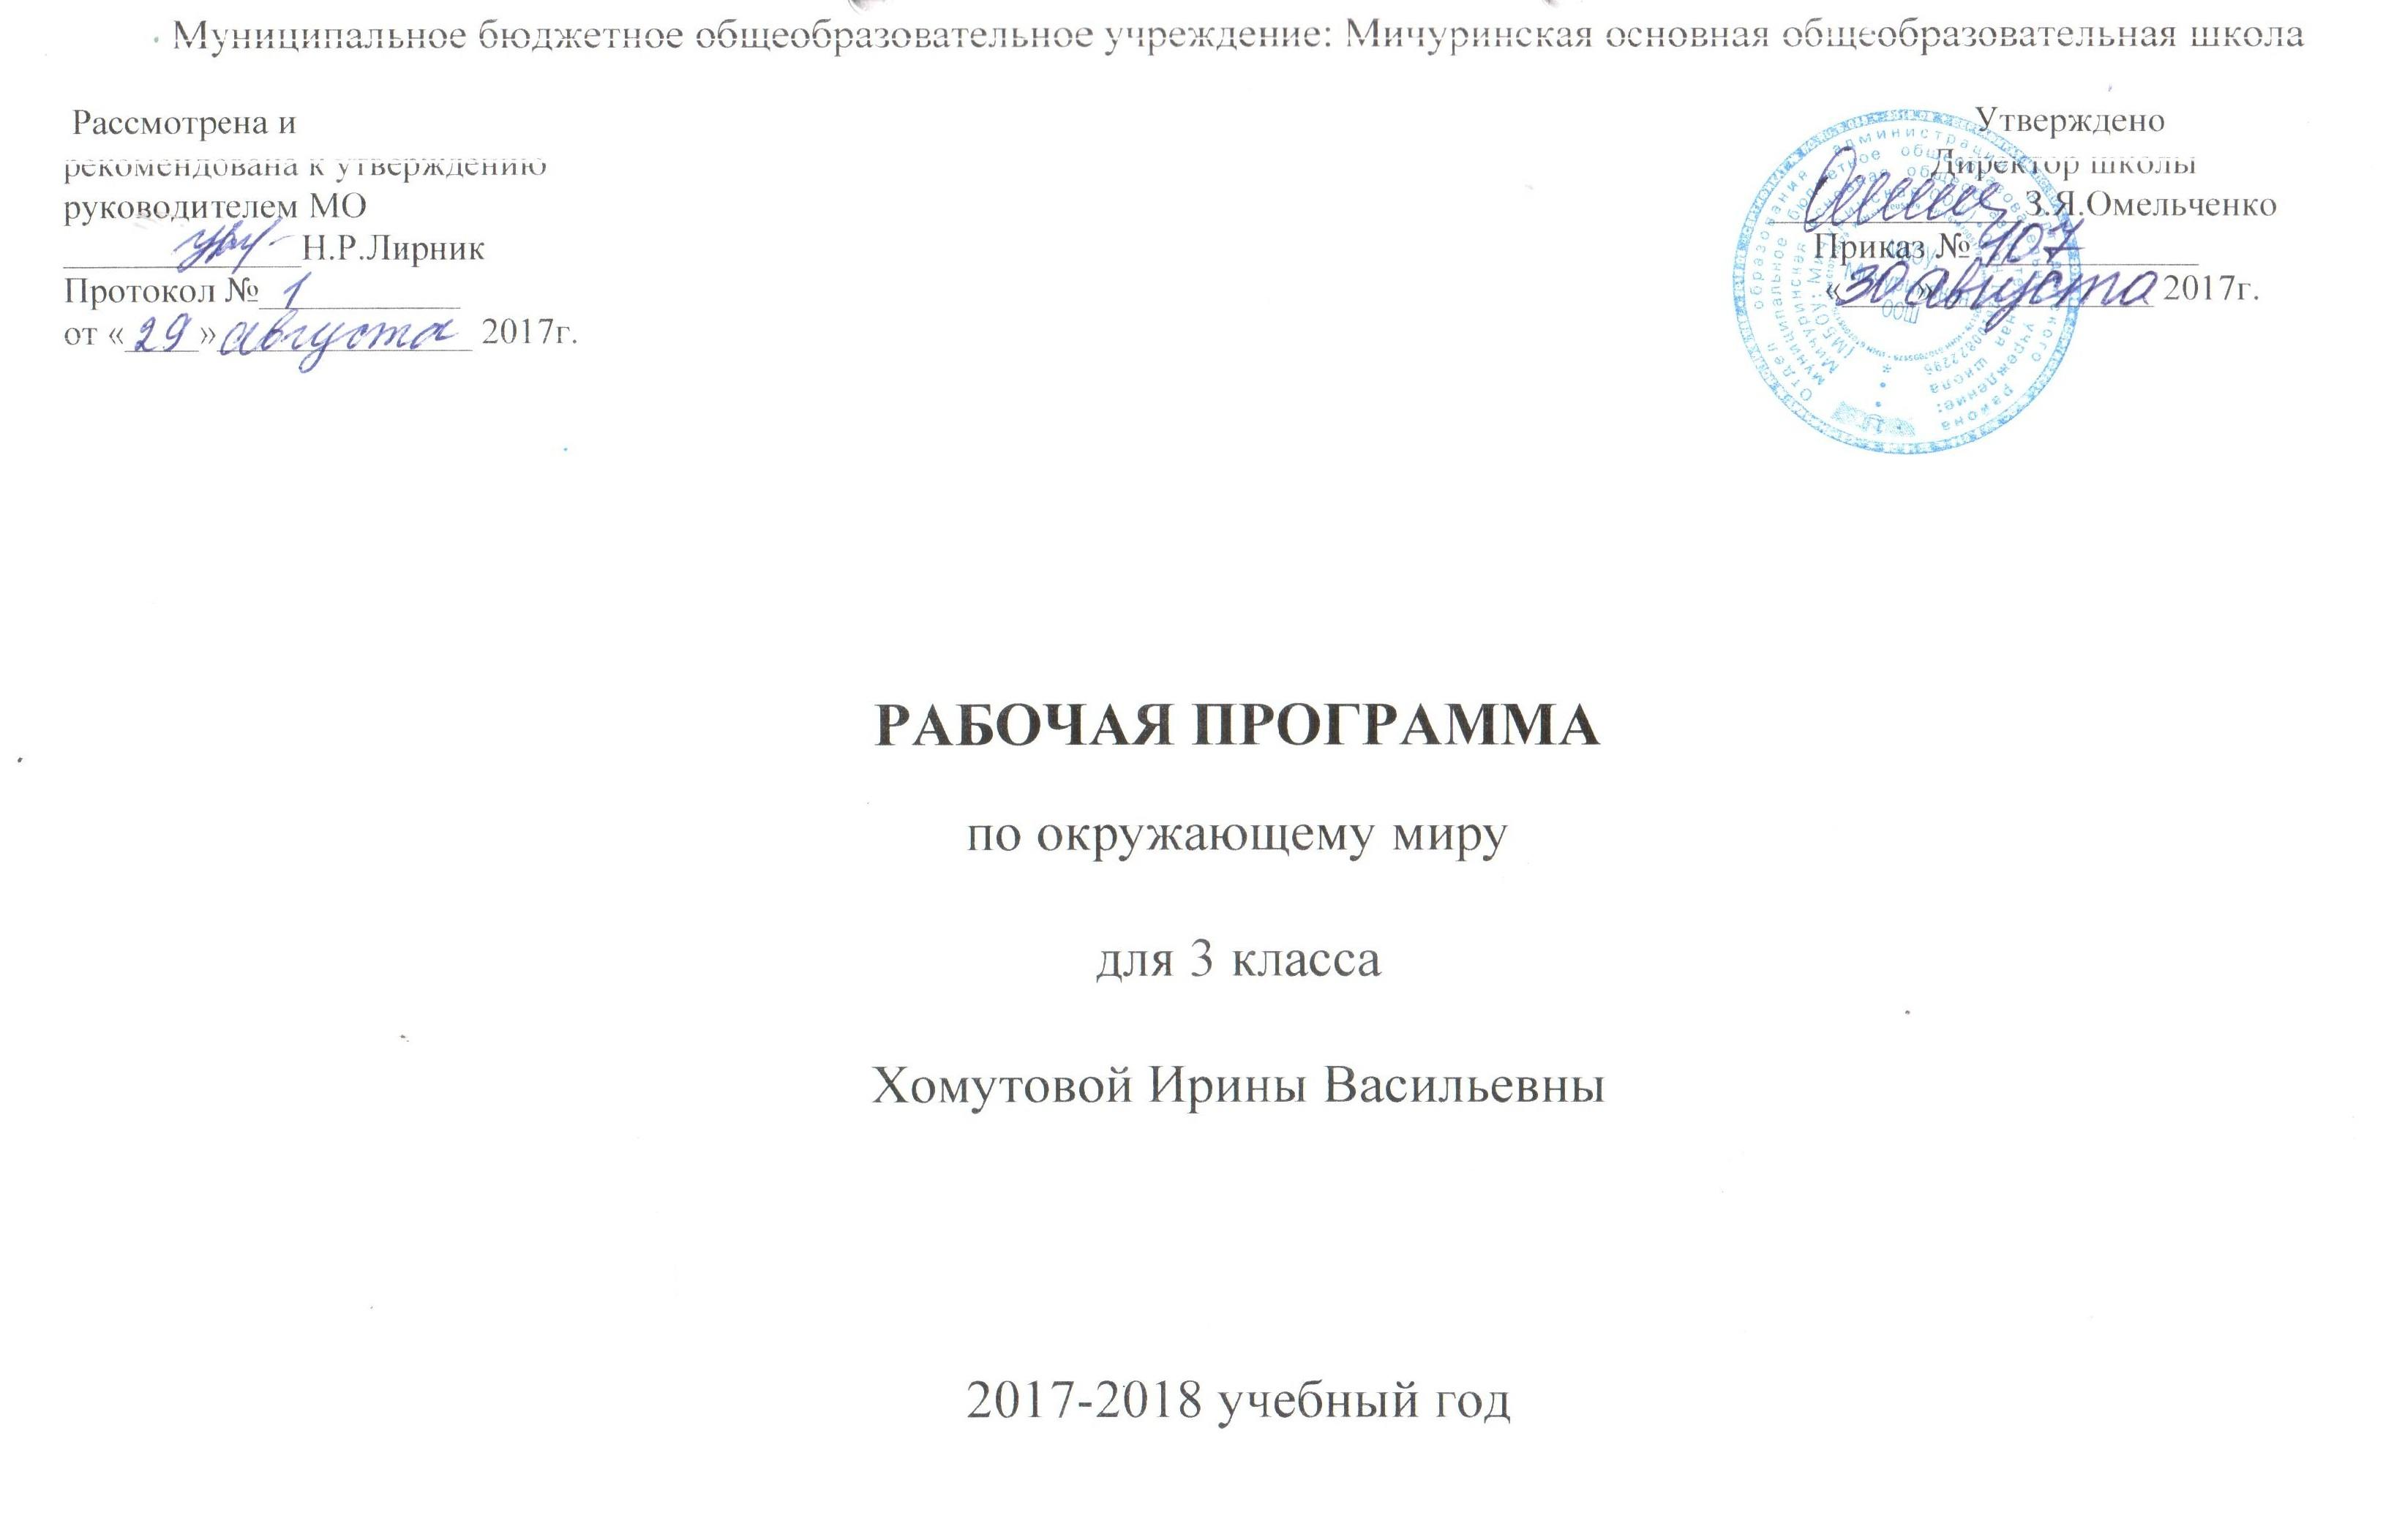 Муниципальное бюджетное общеобразовательное учреждение: Мичуринская основная общеобразовательная школа
Рассмотрена и
рекомендована к утверждению
руководителем МО
Н.Р.Лирник
Протокол № 1
от «29» августа 2017г.
Утверждено
Директор школы
З.Я.Омельченко
Приказ № 407
«30» августа 2017г.
РАБОЧАЯ ПРОГРАММА
по окружающему миру
для 3 класса
Хомутовой Ирины Васильевны
2017-2018 учебный год